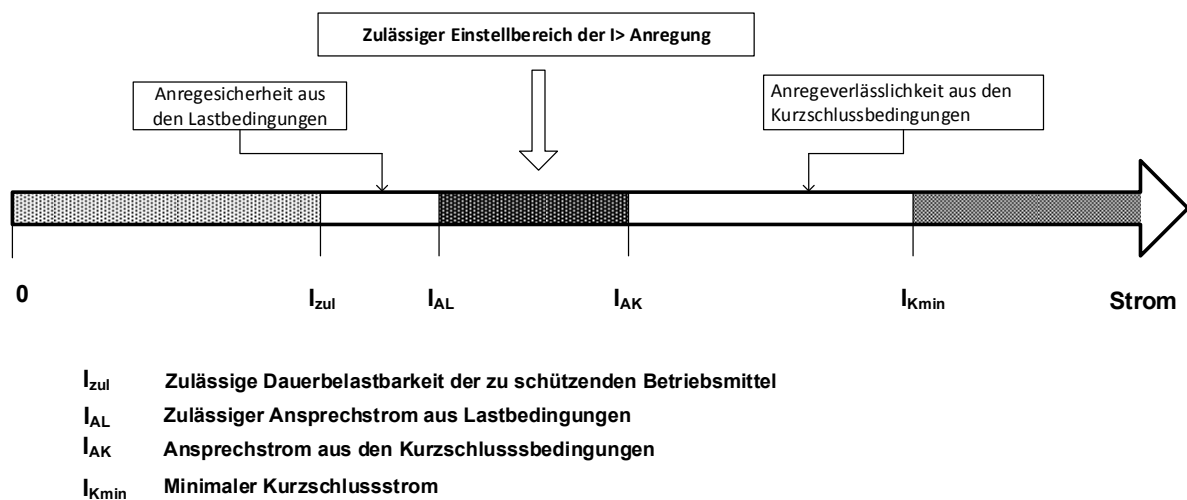 Zulässiger Einstellbereich der I> Anregung
Anregesicherheit aus
den Lastbedingungen
Anregeverlässlichkeit aus den
Kurzschlussbedingungen
0 Izul IAL IAK IKmin Strom
Izul Zulässige Dauerbelastbarkeit der zu schützenden Betriebsmittel
IAL Zulässiger Ansprechstrom aus Lastbedingungen
IAK Ansprechstrom aus den Kurzschlusssbedingungen
IKmin Minimaler Kurzschlussstrom